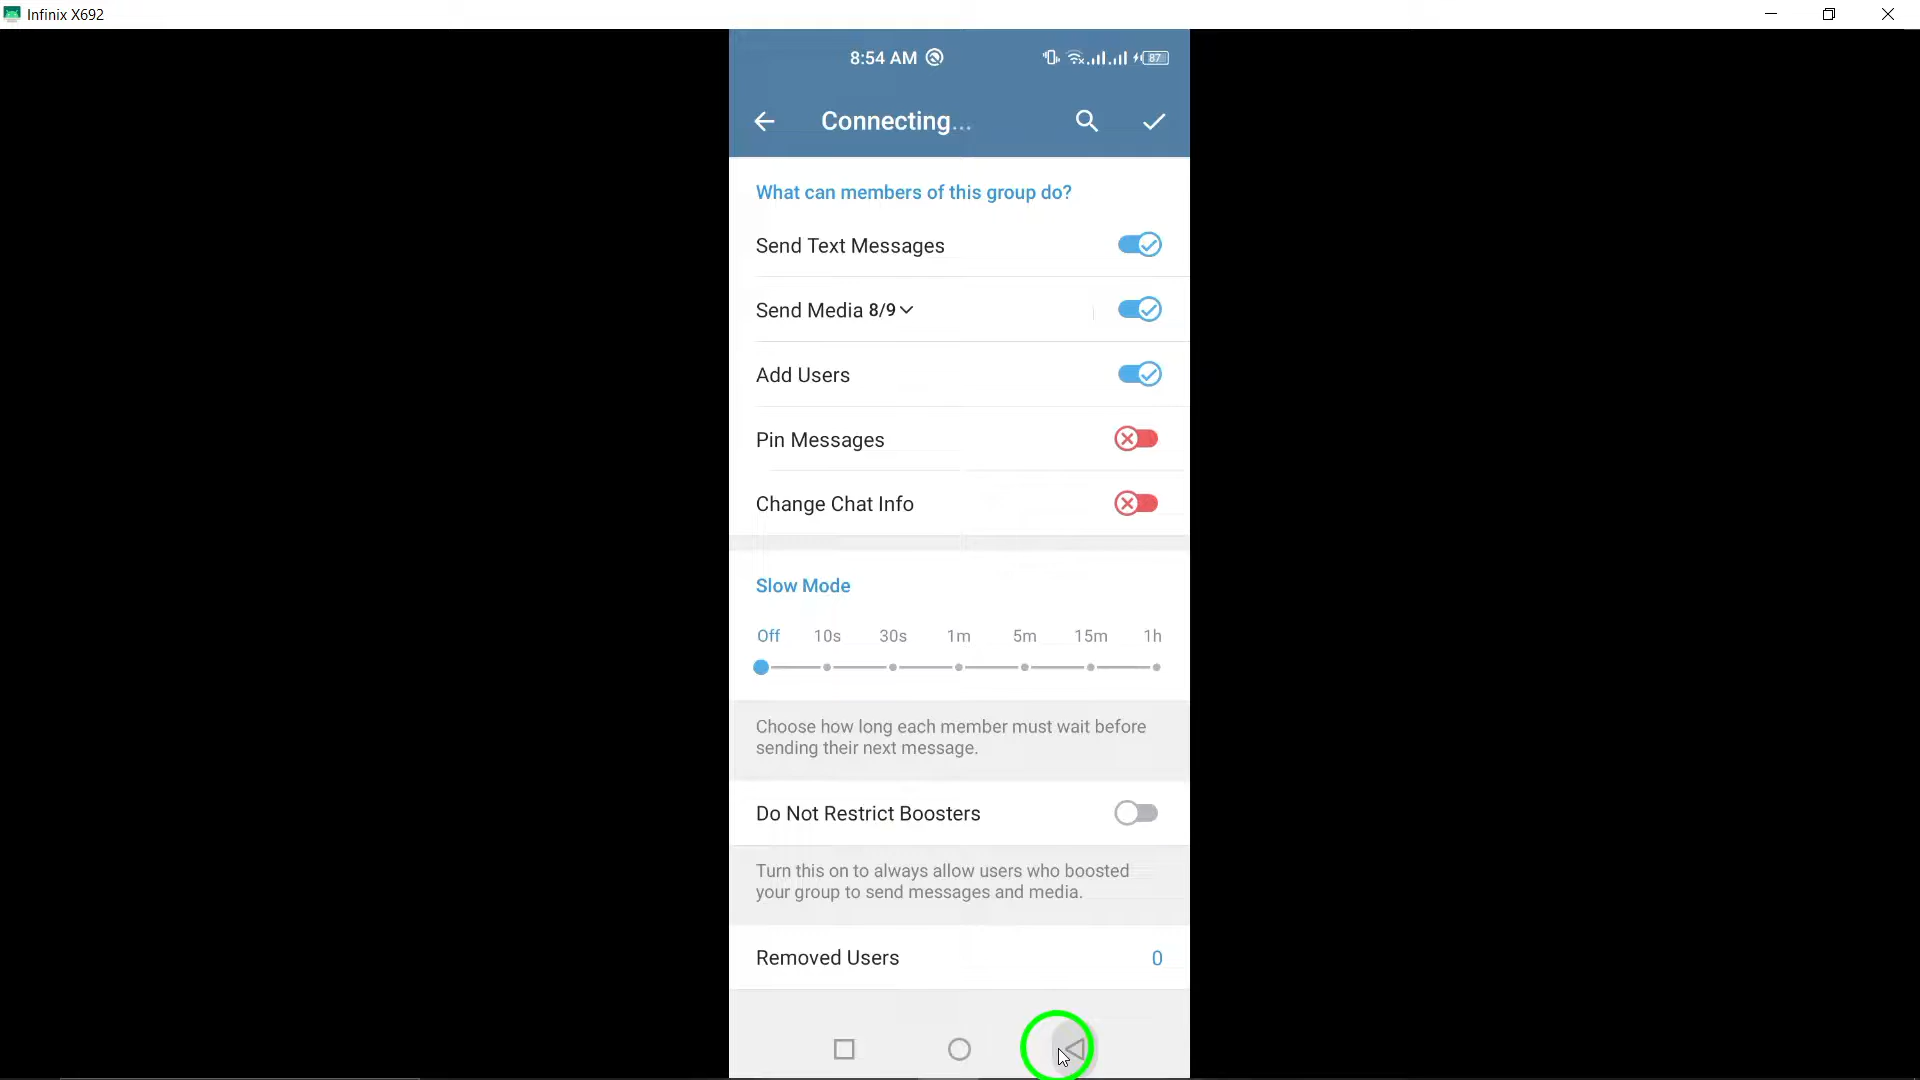 Infinix X692
8:54 AM
87
Connecting...
What can members of this group do?
Send Text Messages
Send Media 8/9
Add Users
Pin Messages
Change Chat Info
Slow Mode
Off 10s 30s 1m 5m 15m 1h
Choose how long each member must wait before
sending their next message.
Do Not Restrict Boosters
Turn this on to always allow users who boosted
your group to send messages and media.
Removed Users 0